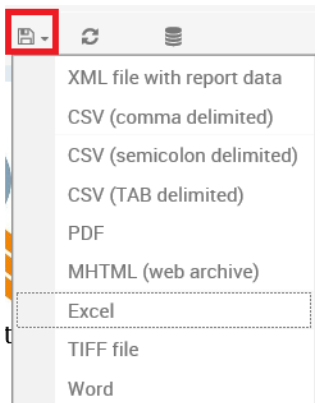 XML file with report data
CSV (comma delimited)
CSV (semicolon delimited)
CSV (TAB delimited)
PDF
MHTML (web archive)
Excel
t
TIFF file
Word